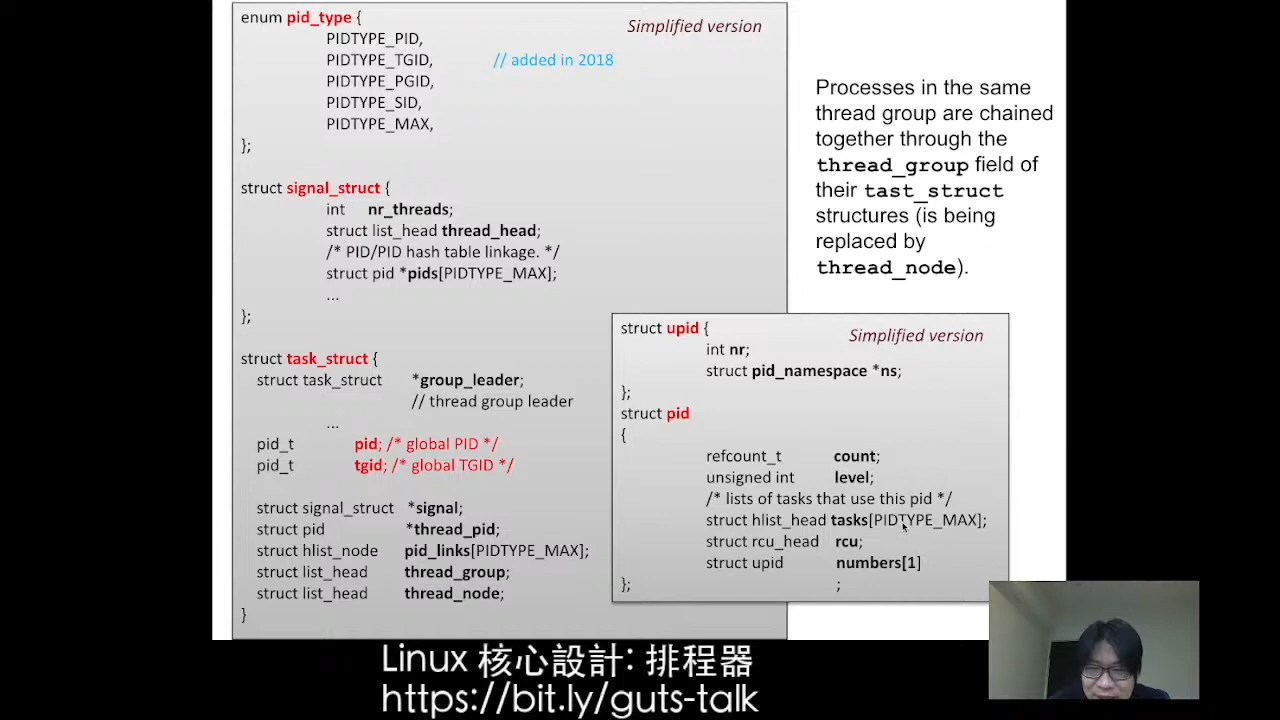 enum pid_type {
Simplified version
PIDTYPE_PID,
PIDTYPE_TGID, // added in 2018
PIDTYPE_PGID,
PIDTYPE_SID,
PIDTYPE_MAX,
};
struct signal_struct {
int nr_threads;
struct list_head thread_head;
/* PID/PID hash table linkage. */
struct pid *pids[PIDTYPE_MAX];
...
};
struct task_struct {
struct task_struct *group_leader;
// thread group leader
...
pid_t pid; /* global PID */
pid_t tgid; /* global TGID */
struct signal_struct *signal;
struct pid *thread_pid;
struct hlist_node pid_links[PIDTYPE_MAX];
struct list_head thread_group;
struct list_head thread_node;
}
Processes in the same
thread group are chained
together through the
thread_group field of
their tast_struct
structures (is being
replaced by
thread_node).
struct upid {
Simplified version
int nr;
struct pid_namespace *ns;
};
struct pid
{
refcount_t count;
unsigned int level;
/* lists of tasks that use this pid */
struct hlist_head tasks[PIDTYPE_MAX];
struct rcu_head rcu;
struct upid numbers[1]
}; ;
Linux 核心設計: 排程器
https://bit.ly/guts-talk